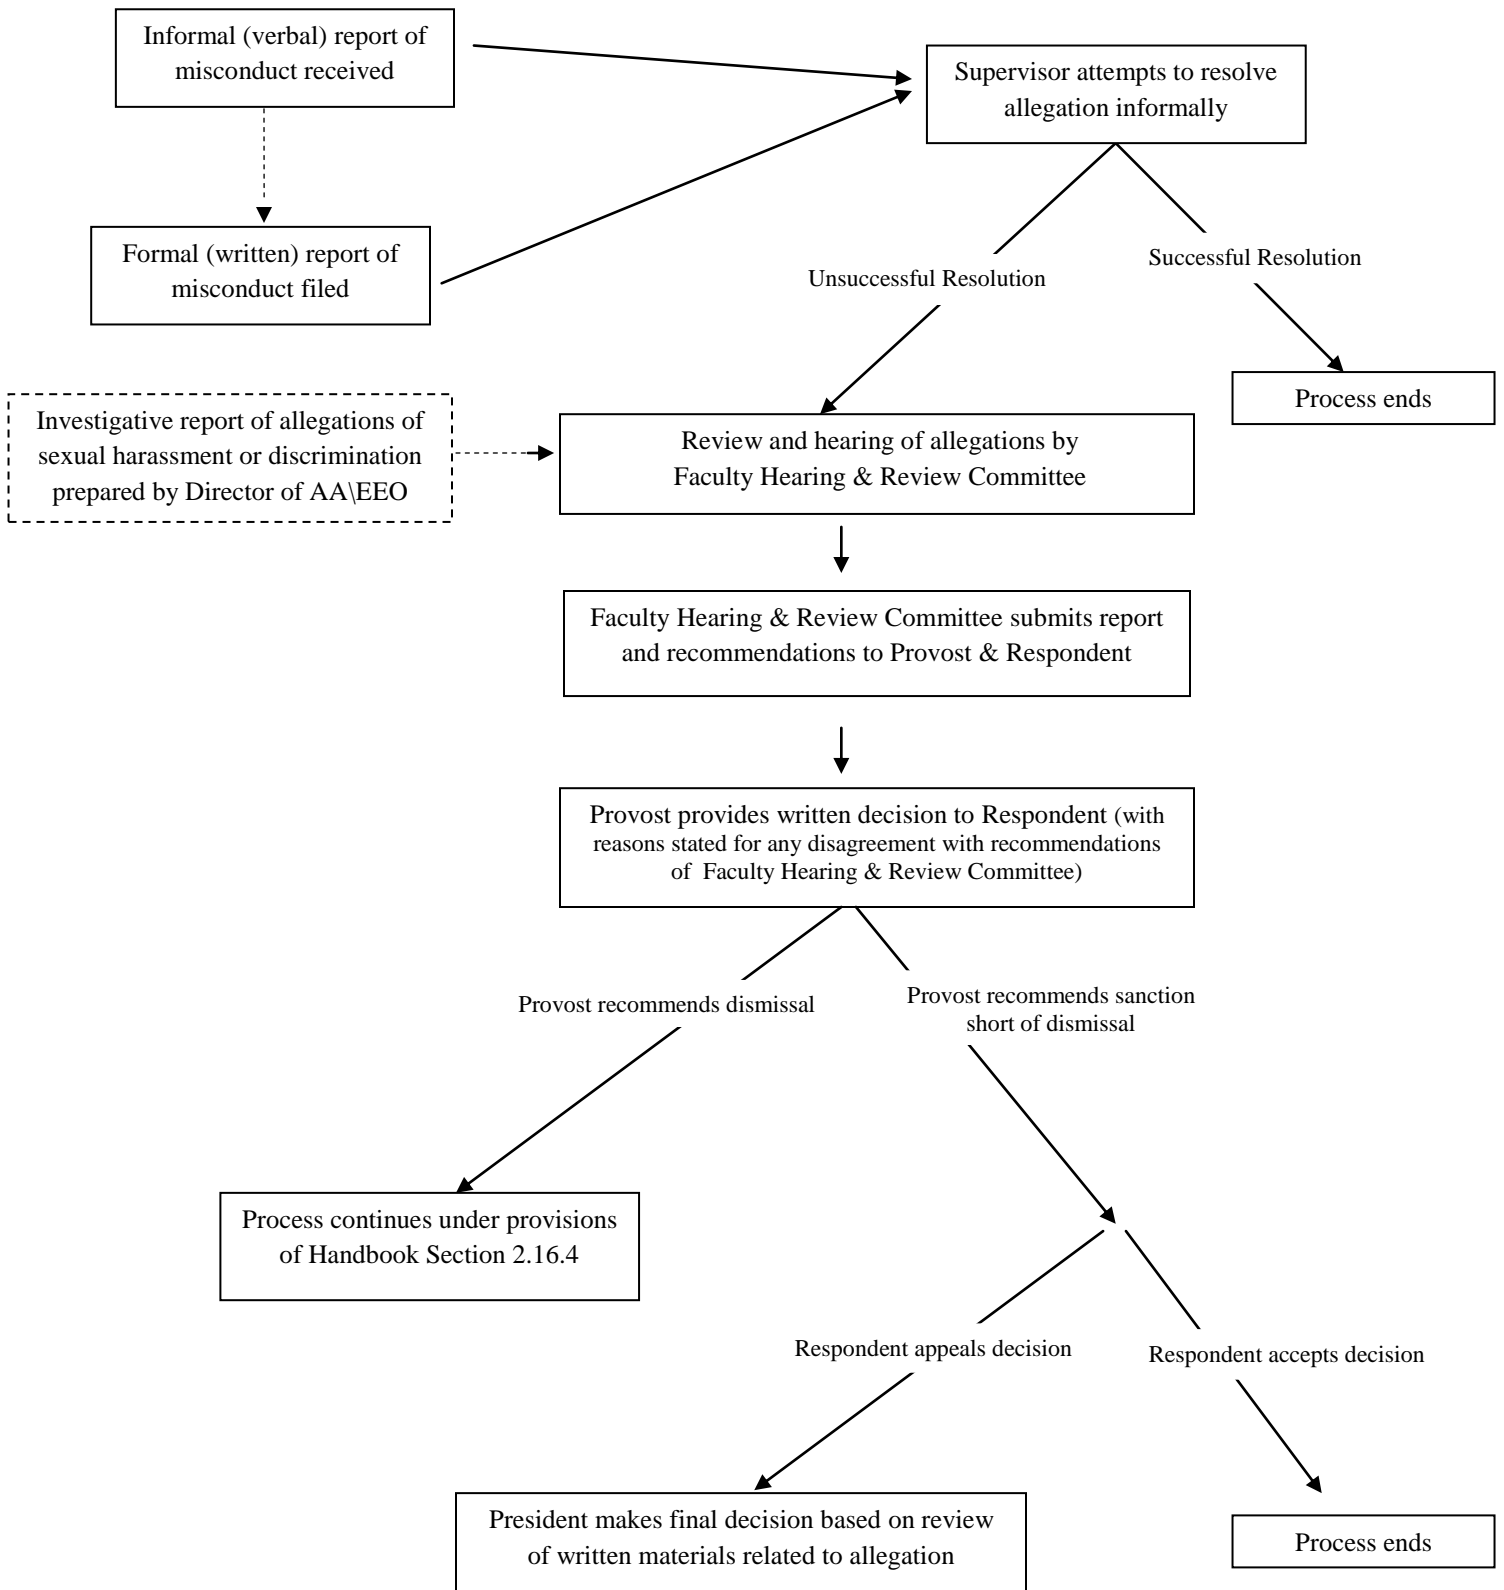 Informal (verbal) report of
misconduct received
Supervisor attempts to resolve
allegation informally
Formal (written) report of
misconduct filed
Successful Resolution
Unsuccessful Resolution
Process ends
Investigative report of allegations of
sexual harassment or discrimination
prepared by Director of AA\EEO
Review and hearing of allegations by
Faculty Hearing & Review Committee
Faculty Hearing & Review Committee submits report
and recommendations to Provost & Respondent
Provost provides written decision to Respondent (with
reasons stated for any disagreement with recommendations
of Faculty Hearing & Review Committee)
Provost recommends dismissal
Provost recommends sanction
short of dismissal
Process continues under provisions
of Handbook Section 2.16.4
Respondent appeals decision
Respondent accepts decision
President makes final decision based on review
of written materials related to allegation
Process ends